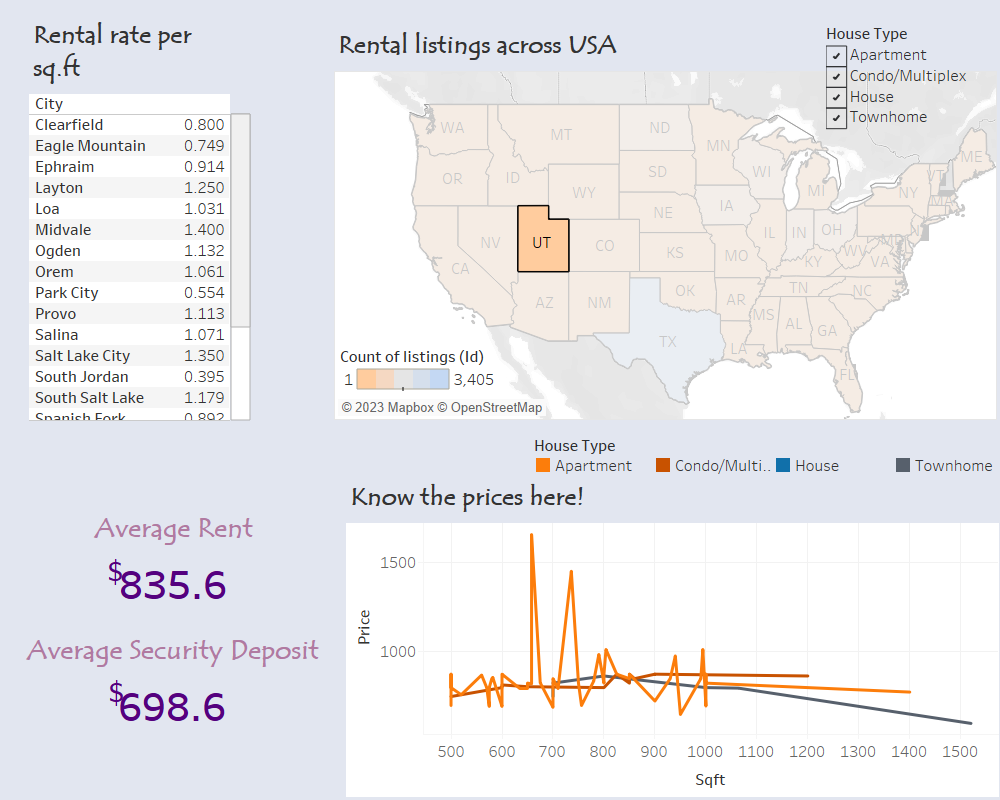 Rental rate per
sq.ft
City
Clearfield 0.800
Eagle Mountain 0.749
Ephraim 0.914
Layton 1.250
Loa 1.031
Midvale 1.400
Ogden 1.132
Orem 1.061
Park City 0.554
Provo 1.113
Salina 1.071
Salt Lake City 1.350
South Jordan 0.395
South Salt Lake 1.179
Spanish Fork 0.892
Rental listings across USA
House Type
Apartment
Condo/Multiplex
House
Townhome
WA MT ND MN ME
OR ID SD WI MI VT NY MA
WY IA
NV UT NE IL IN OH
CO KS MO KY WV VA MD
CA
AZ NM OK AR TN NC
MS AL GA
TX LA
FL
Count of listings (Id)
1 3,405
© 2023 Mapbox © OpenStreetMap
House Type
Apartment Condo/Multi.. House Townhome
Know the prices here!
Average Rent
$835.6
Average Security Deposit
$698.6
Price
1500
1000
500 600 700 800 900 1000 1100 1200 1300 1400 1500
Sqft